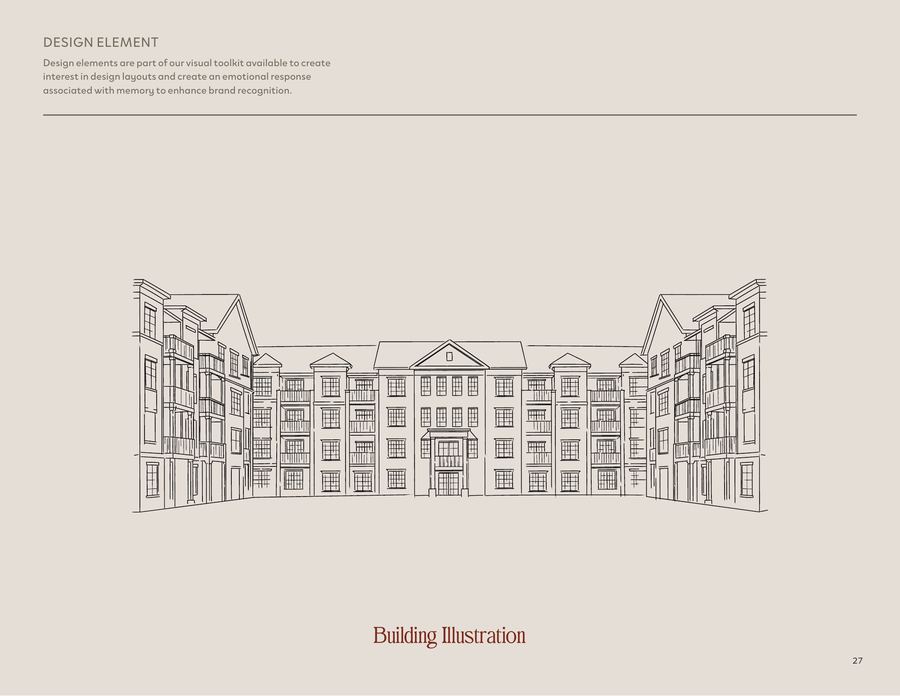 DESIGN ELEMENT
Design elements are part of our visual toolkit available to create
interest in design layouts and create an emotional response
associated with memory to enhance brand recognition.
Building Illustration
27